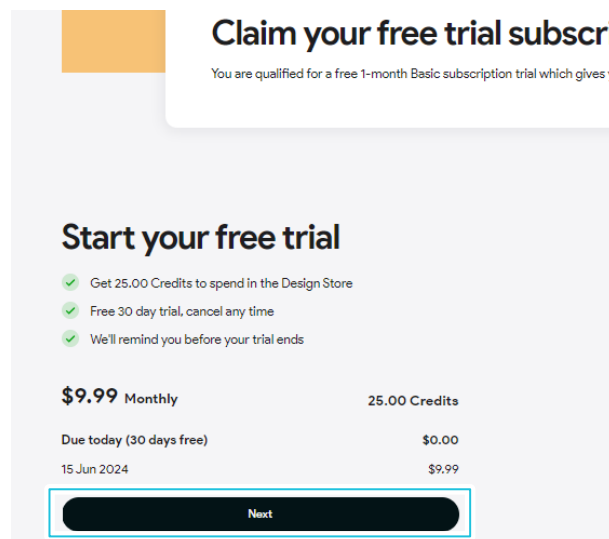 Claim your free trial
You are qualified for a free 1-month Basic subscription trial which gives
Start your free trial
Get 25.00 Credits to spend in the Design Store
Free 30 day trial, cancel any time
We'll remind you before your trial ends
$9.99 Monthly
25.00 Credits
Due today (30 days free)
$0.00
15 Jun 2024
$9.99
Next